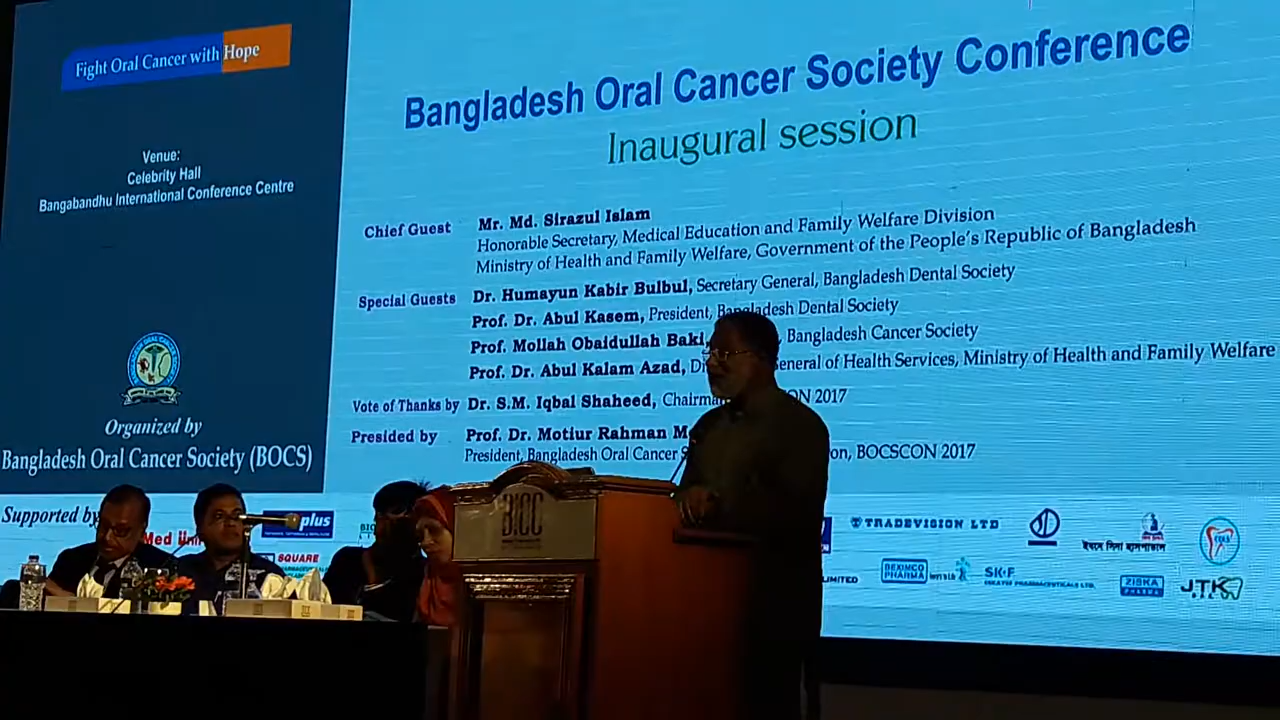 Fight Oral Cancer with Hope
Venue:
Celebrity Hall
Bangabandhu International Conference Centre
Organized by
Bangladesh Oral Cancer Society (BOCS)
Bangladesh Oral Cancer Society Conference
Inaugural session
Chief Guest Mr. Md. Sirazul Islam
Honorable Secretary, Medical Education and Family Welfare Division
Ministry of Health and Family Welfare, Government of the People's Republic of Bangladesh
Special Guests Dr. Humayun Kabir Bulbul, Secretary General, Bangladesh Dental Society
Prof. Dr. Abul Kasem, President, Bangladesh Dental Society
Prof. Mollah Obaidullah Baki, Bangladesh Cancer Society
Prof. Dr. Abul Kalam Azad, General of Health Services, Ministry of Health and Family Welfare
Vote of Thanks by Dr. S.M. Iqbal Shaheed, 2017
Presided by Prof. Dr. Motiur Rahman
President, Bangladesh Oral Cancer BOCSCON 2017
Supported by
plus
SQUARE
TRADEVISION LTD
LIMITED
BEXIMCO
PHARMA
SK+F
ESKAYEF PHARMACEUTICALS LTD.
ZISKA
PHARMA
J.T.K
BICC